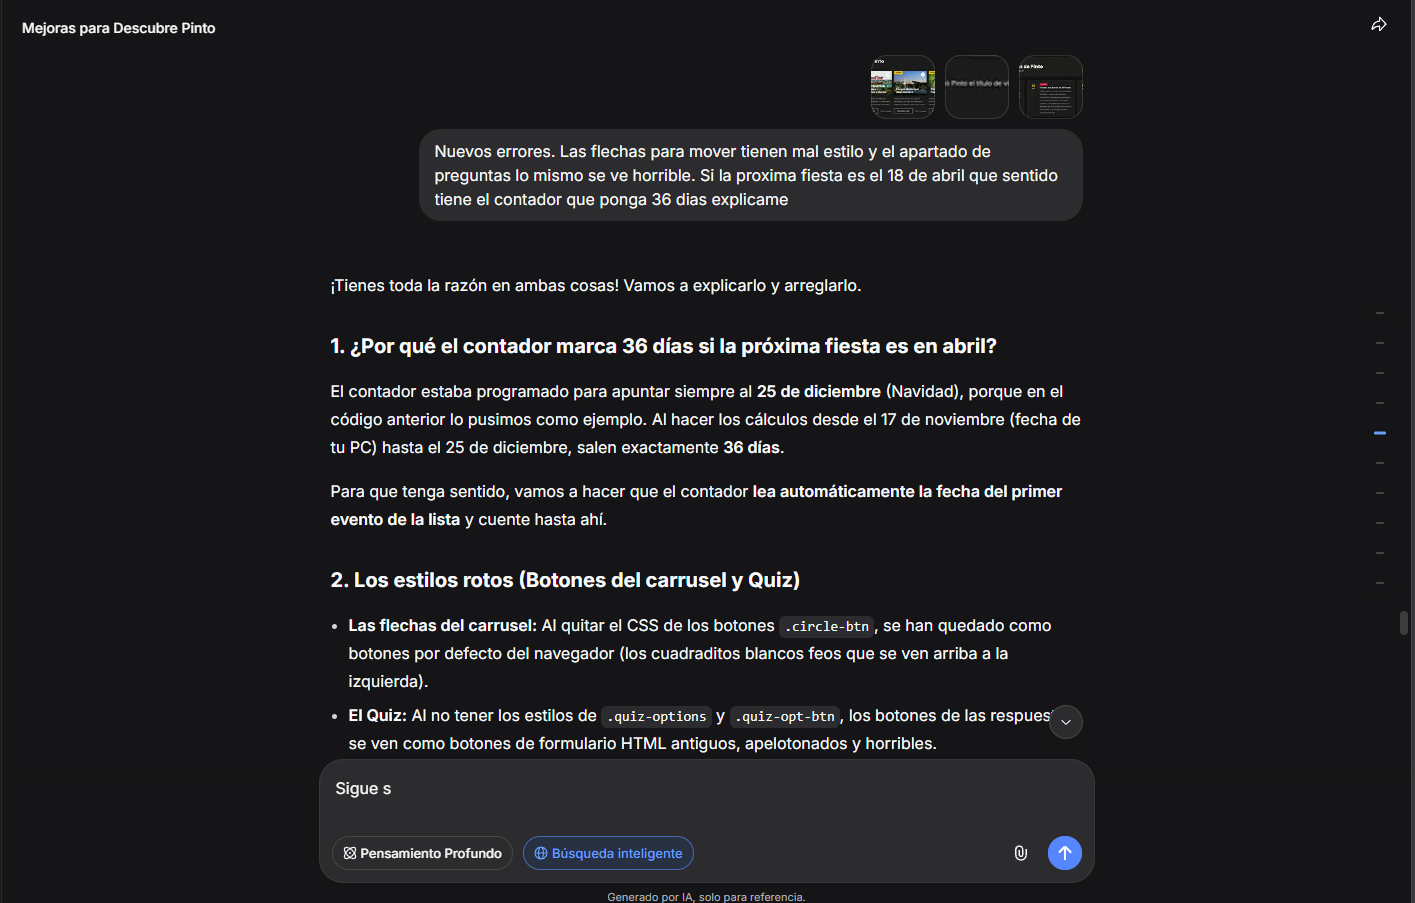 Mejoras para Descubre Pinto
de Pinto
o Pinto el título de vi
Nuevos errores. Las flechas para mover tienen mal estilo y el apartado de
preguntas lo mismo se ve horrible. Si la proxima fiesta es el 18 de abril que sentido
tiene el contador que ponga 36 dias explicame
¡Tienes toda la razón en ambas cosas! Vamos a explicarlo y arreglarlo.
1. ¿Por qué el contador marca 36 días si la próxima fiesta es en abril?
El contador estaba programado para apuntar siempre al 25 de diciembre (Navidad), porque en el
código anterior lo pusimos como ejemplo. Al hacer los cálculos desde el 17 de noviembre (fecha de
tu PC) hasta el 25 de diciembre, salen exactamente 36 días.
Para que tenga sentido, vamos a hacer que el contador lea automáticamente la fecha del primer
evento de la lista y cuente hasta ahí.
2. Los estilos rotos (Botones del carrusel y Quiz)
• Las flechas del carrusel: Al quitar el CSS de los botones .circle-btn, se han quedado como
botones por defecto del navegador (los cuadraditos blancos feos que se ven arriba a la
izquierda).
• El Quiz: Al no tener los estilos de .quiz-options y .quiz-opt-btn, los botones de las respues
se ven como botones de formulario HTML antiguos, apelotonados y horribles.
Sigue s
Pensamiento Profundo
Búsqueda inteligente
Generado por IA, solo para referencia.